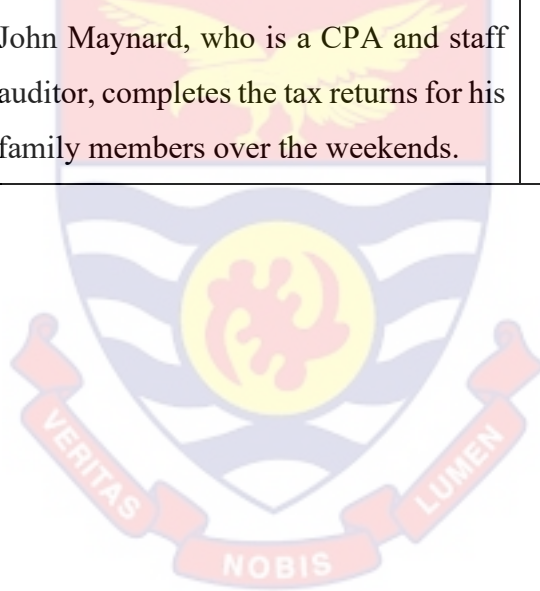 John Maynard, who is a CPA and staff
auditor, completes the tax returns for his
family members over the weekends.
VERITAS
NOBIS
LUMEN